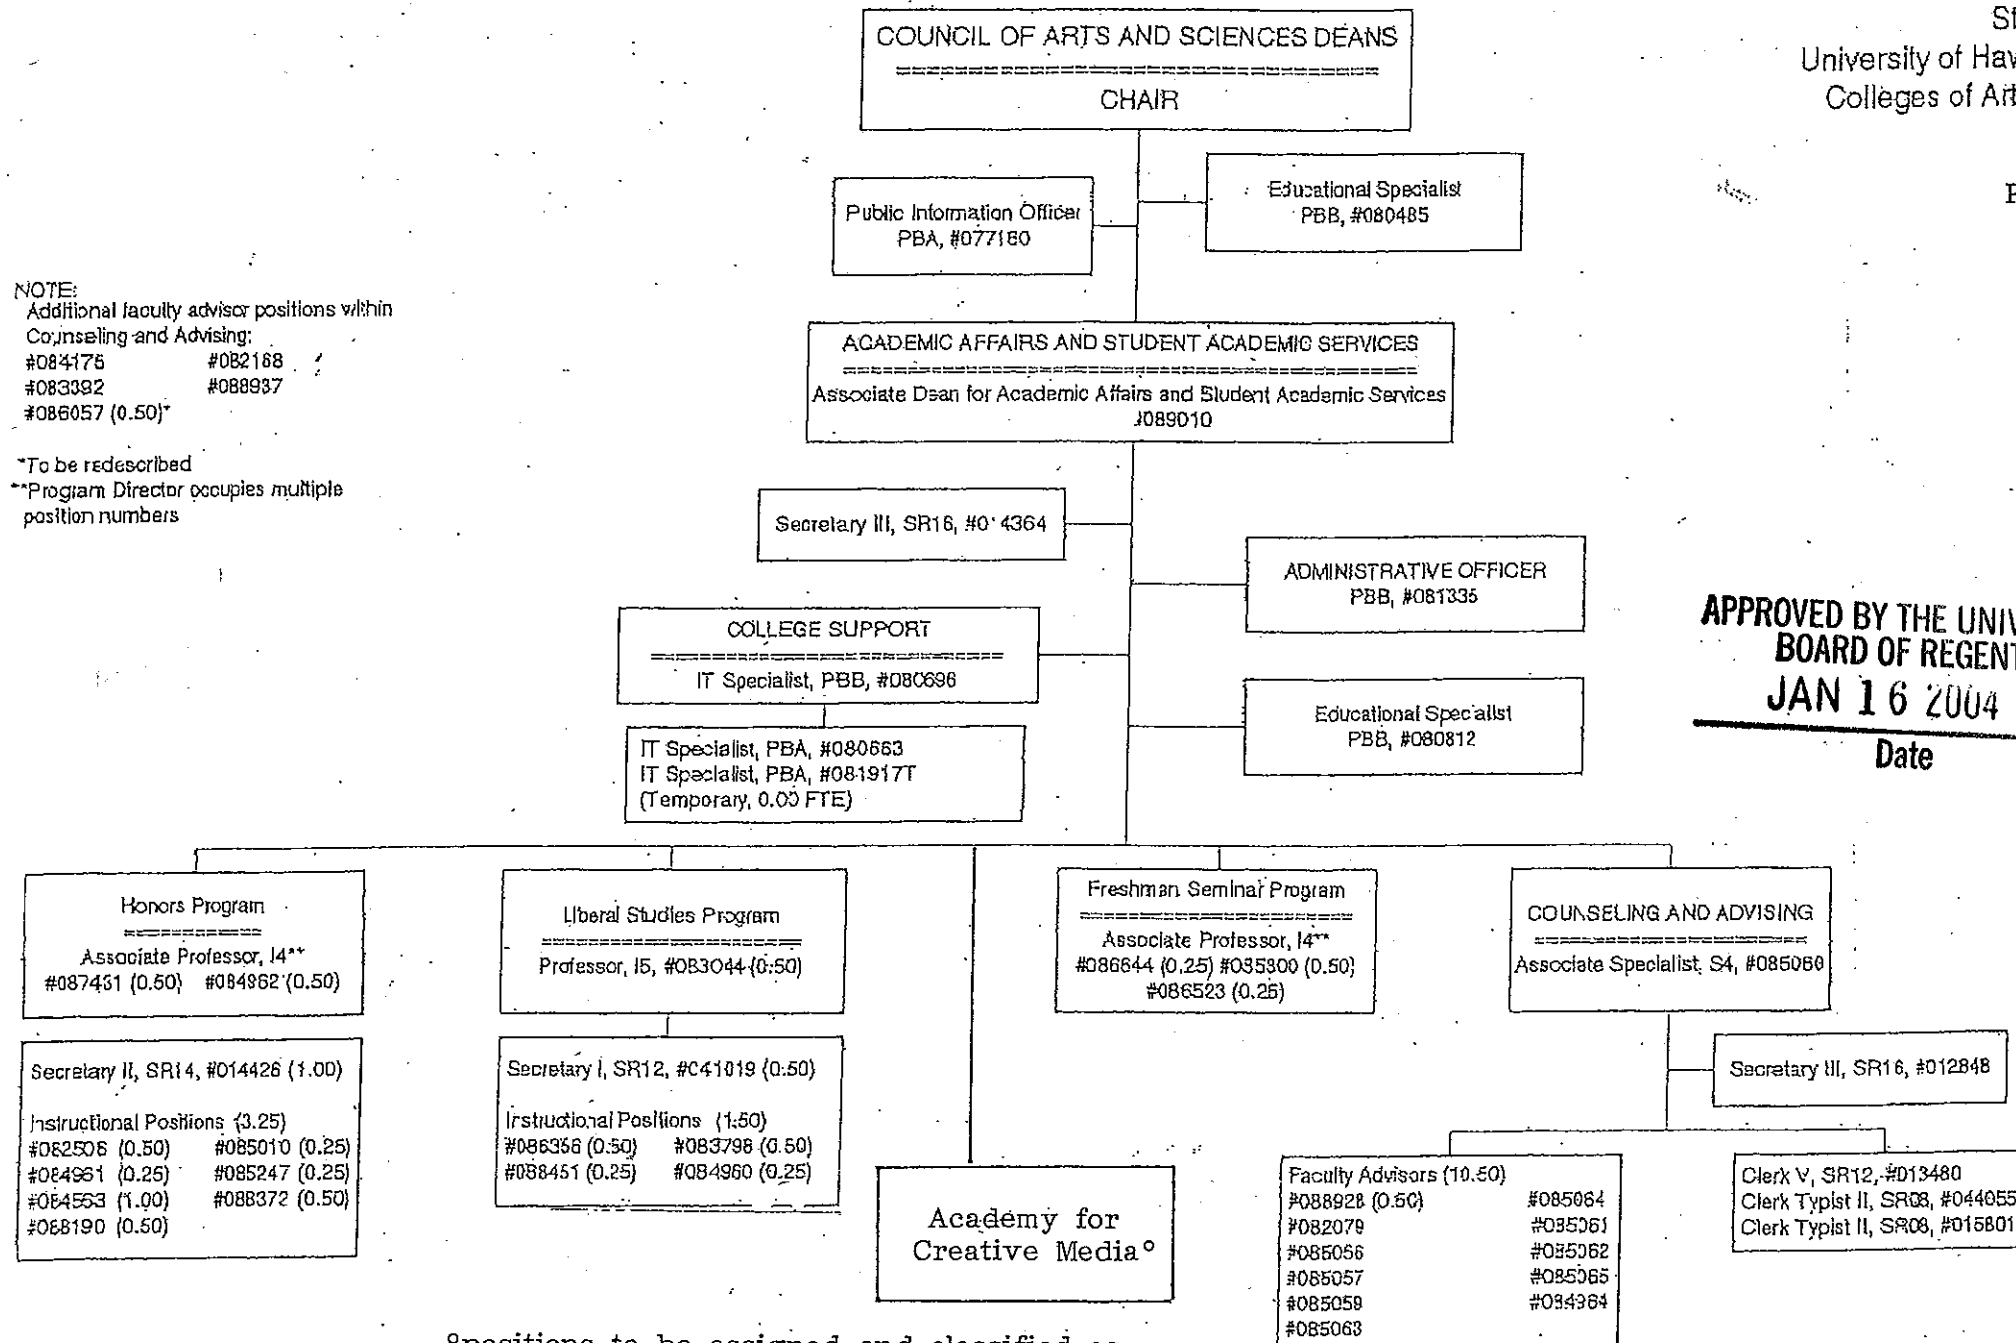 COUNCIL OF ARTS AND SCIENCES DEANS
CHAIR
University of
Colleges of
Public Information Officer
PBA, #077180
Educational Specialist
PBB, #080485
NOTE:
Additional faculty advisor positions within
Counseling and Advising:
#084175 #082168
#083392 #088937
#086057 (0.50)*
*To be redescribed
**Program Director occupies multiple
position numbers
ACADEMIC AFFAIRS AND STUDENT ACADEMIC SERVICES
Associate Dean for Academic Affairs and Student Academic Services
#089010
Secretary III, SR16, #014364
ADMINISTRATIVE OFFICER
PBB, #081335
COLLEGE SUPPORT
IT Specialist, PBB, #080696
IT Specialist, PBA, #080663
IT Specialist, PBA, #081917T
(Temporary, 0.00 FTE)
Educational Specialist
PBB, #080812
APPROVED BY THE
BOARD OF
JAN 16 2004
Date
Honors Program
Associate Professor, I4**
#087431 (0.50) #084962 (0.50)
Secretary II, SR14, #014426 (1.00)
Instructional Positions (3.25)
#082506 (0.50) #085010 (0.25)
#084961 (0.25) #085247 (0.25)
#084563 (1.00) #088372 (0.50)
#088190 (0.50)
Liberal Studies Program
Professor, I5, #083044 (0.50)
Secretary I, SR12, #041019 (0.50)
Instructional Positions (1.50)
#086356 (0.50) #083798 (0.50)
#088451 (0.25) #084960 (0.25)
Academy for
Creative Media°
Freshman Seminar Program
Associate Professor, I4**
#086644 (0.25) #085300 (0.50)
#086523 (0.25)
COUNSELING AND ADVISING
Associate Specialist, S4, #085060
Secretary III, SR16, #012848
Faculty Advisors (10.50)
#088928 (0.50) #085064
#082079 #085061
#085056 #085062
#085057 #085065
#085059 #084964
#085063
Clerk V, SR12, #013480
Clerk Typist II, SR08, #044055
Clerk Typist II, SR08, #015801
°positions to be assigned and classified as